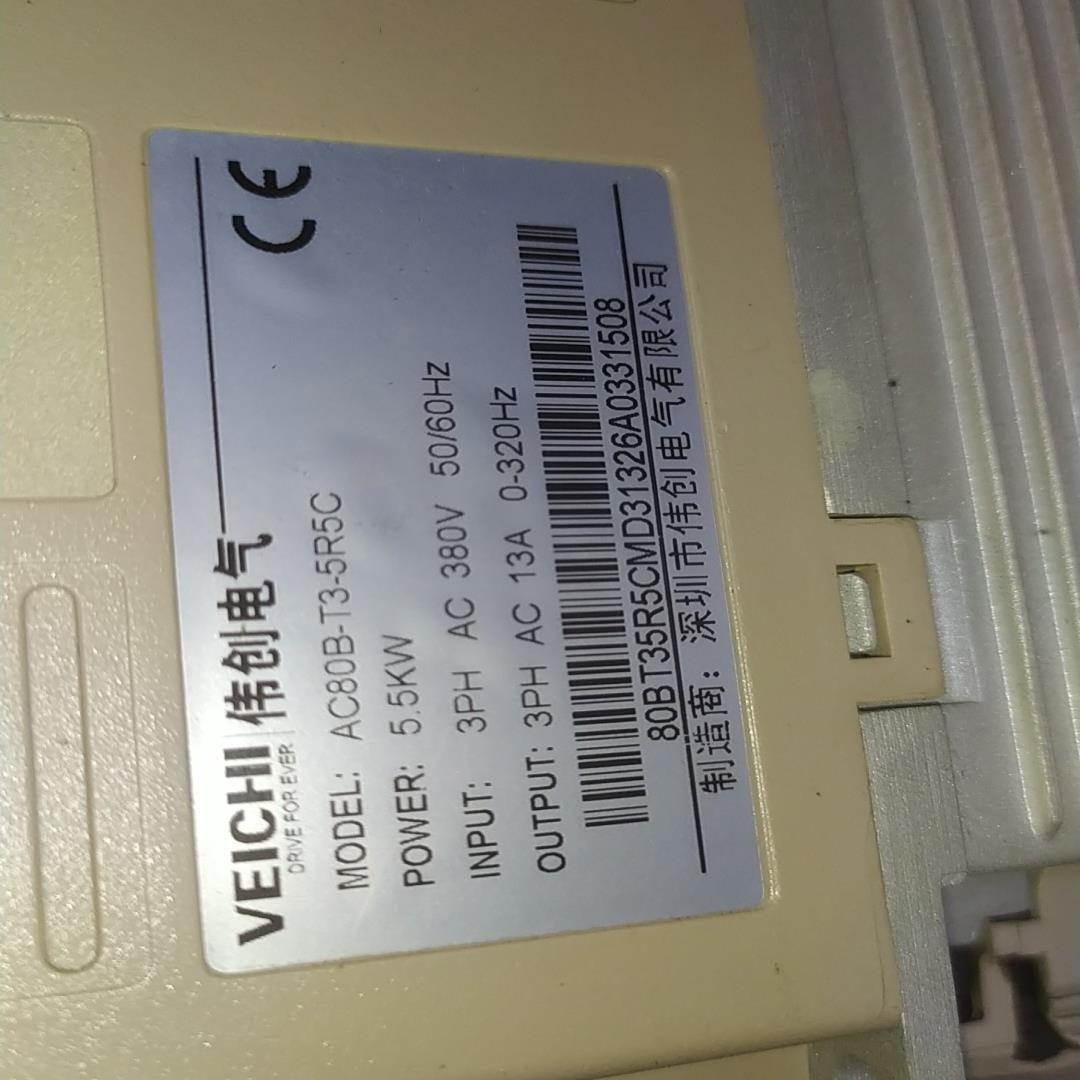 VEICHI 伟创电气
DRIVE FOR EVER
CE
MODEL: AC80B-T3-5R5C
POWER: 5.5KW
INPUT: 3PH AC 380V 50/60Hz
OUTPUT: 3PH AC 13A 0-320Hz
80BT35R5CMD31326A0331508
制造商：深圳市伟创电气有限公司